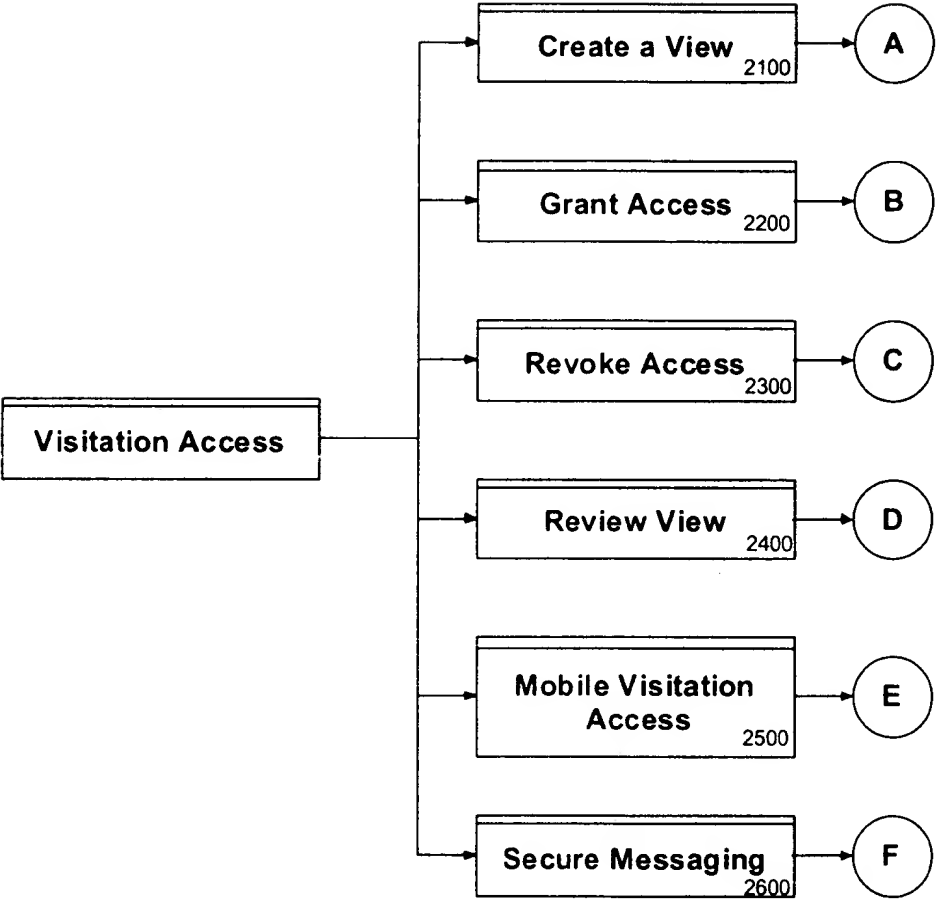 Create a View
2100
A
Grant Access
2200
B
Revoke Access
2300
C
Visitation Access
Review View
2400
D
Mobile Visitation
Access
2500
E
Secure Messaging
2600
F